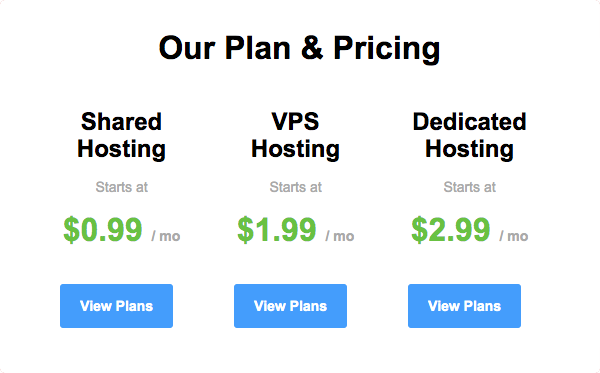 Our Plan & Pricing
Shared
Hosting
Starts at
$0.99 / mo
View Plans
VPS
Hosting
Starts at
$1.99 / mo
View Plans
Dedicated
Hosting
Starts at
$2.99 / mo
View Plans